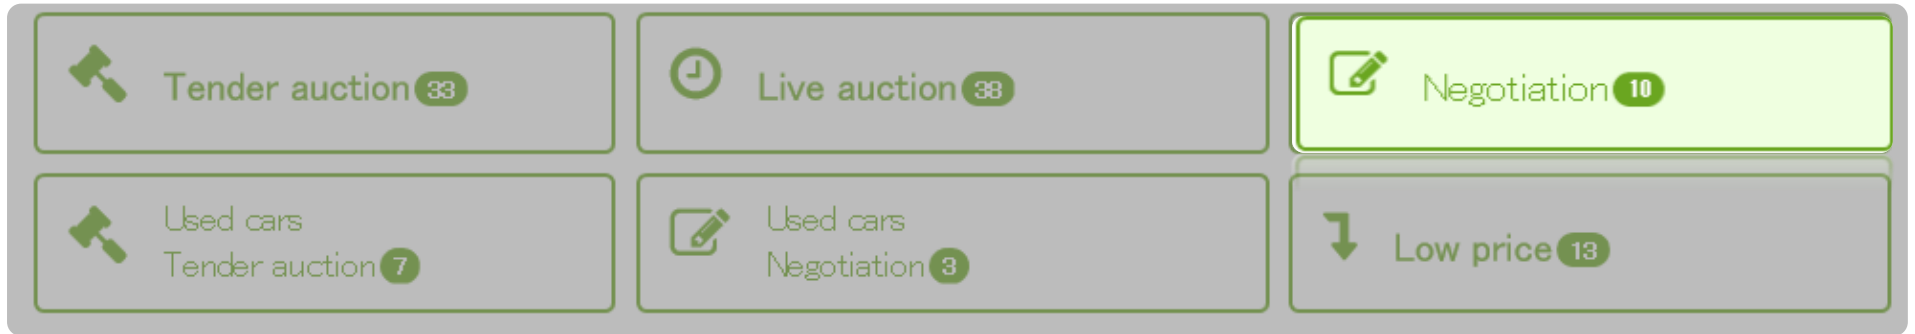 Tender auction 33
Live auction 38
Negotiation 10
Used cars
Tender auction 7
Used cars
Negotiation 3
Low price 13